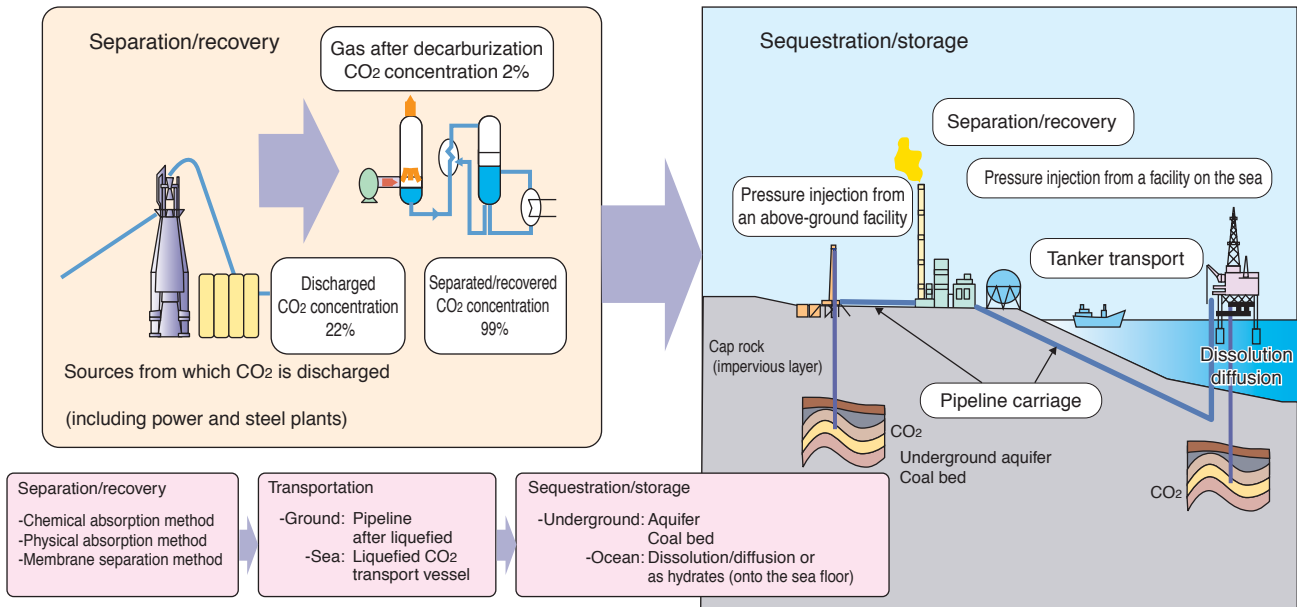 Separation/recovery
Gas after decarburization
CO2 concentration 2%
Discharged
CO2 concentration
22%
Separated/recovered
CO2 concentration
99%
Sources from which CO2 is discharged
(including power and steel plants)
Sequestration/storage
Separation/recovery
Pressure injection from a facility on the sea
Pressure injection from
an above-ground facility
Tanker transport
Cap rock
(impervious layer)
Dissolution
diffusion
Pipeline carriage
CO2
Underground aquifer
Coal bed
CO2
Separation/recovery
-Chemical absorption method
-Physical absorption method
-Membrane separation method
Transportation
-Ground: Pipeline
after liquefied
-Sea: Liquefied CO2
transport vessel
Sequestration/storage
-Underground: Aquifer
Coal bed
-Ocean: Dissolution/diffusion or
as hydrates (onto the sea floor)